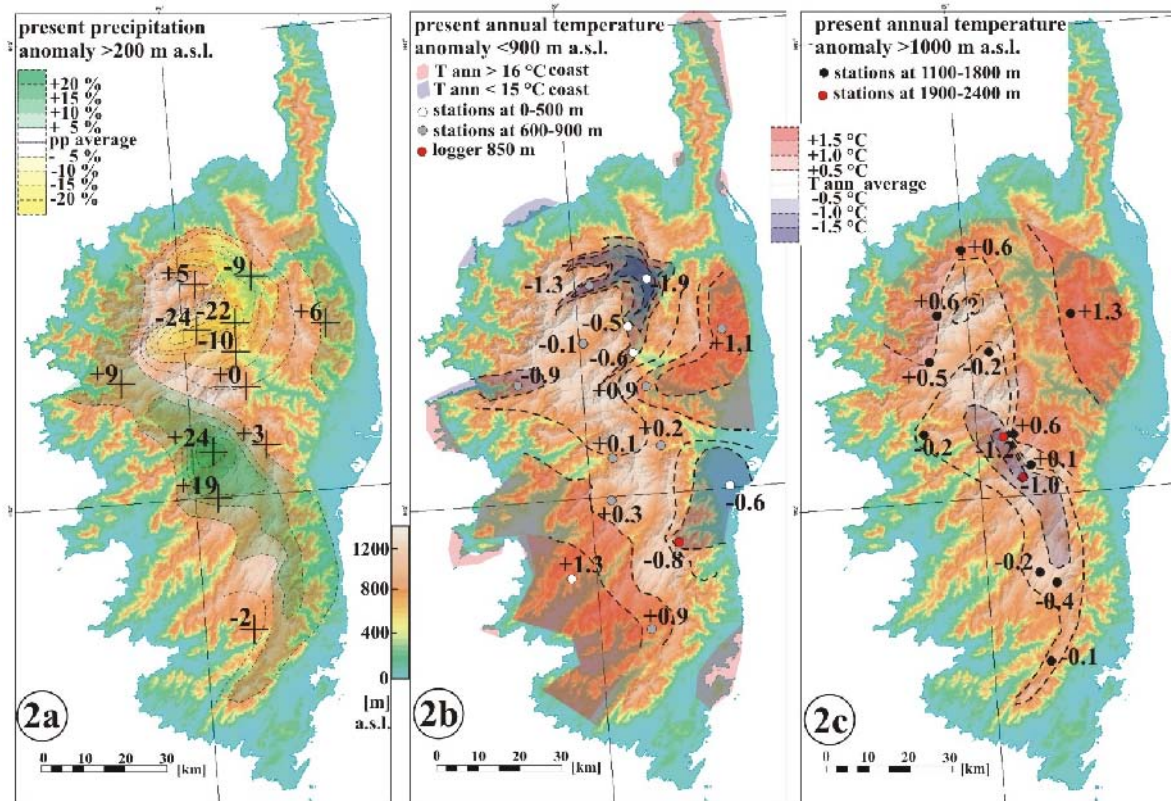 present precipitation
anomaly >200 m a.s.l.
+20 %
+15 %
+10 %
+ 5 %
pp average
- 5 %
-10 %
-15 %
-20 %
-9
+5
-22
-24
+6
-10
+9
+0
+3
+24
+19
-2
1200
800
400
0
[m]
a.s.l.
2a
0 10 20 30 [km]
present annual temperature
anomaly <900 m a.s.l.
T ann > 16 °C coast
T ann < 15 °C coast
stations at 0-500 m
stations at 600-900 m
logger 850 m
-1.3
-1.9
-0.5
-0.1
-0.6
+1,1
-0.9
+0.9
+0.2
+0.1
-0.6
+0.3
-0.8
+1.3
+0.9
2b
0 10 20 30 [km]
present annual temperature
anomaly >1000 m a.s.l.
stations at 1100-1800 m
stations at 1900-2400 m
+1.5 °C
+1.0 °C
+0.5 °C
T ann average
-0.5 °C
-1.0 °C
-1.5 °C
+0.6
+0.6
+1.3
-0.2
+0.5
+0.6
-0.2
-1.2
+0.1
-1.0
-0.2
-0.4
-0.1
2c
0 10 20 30 [km]